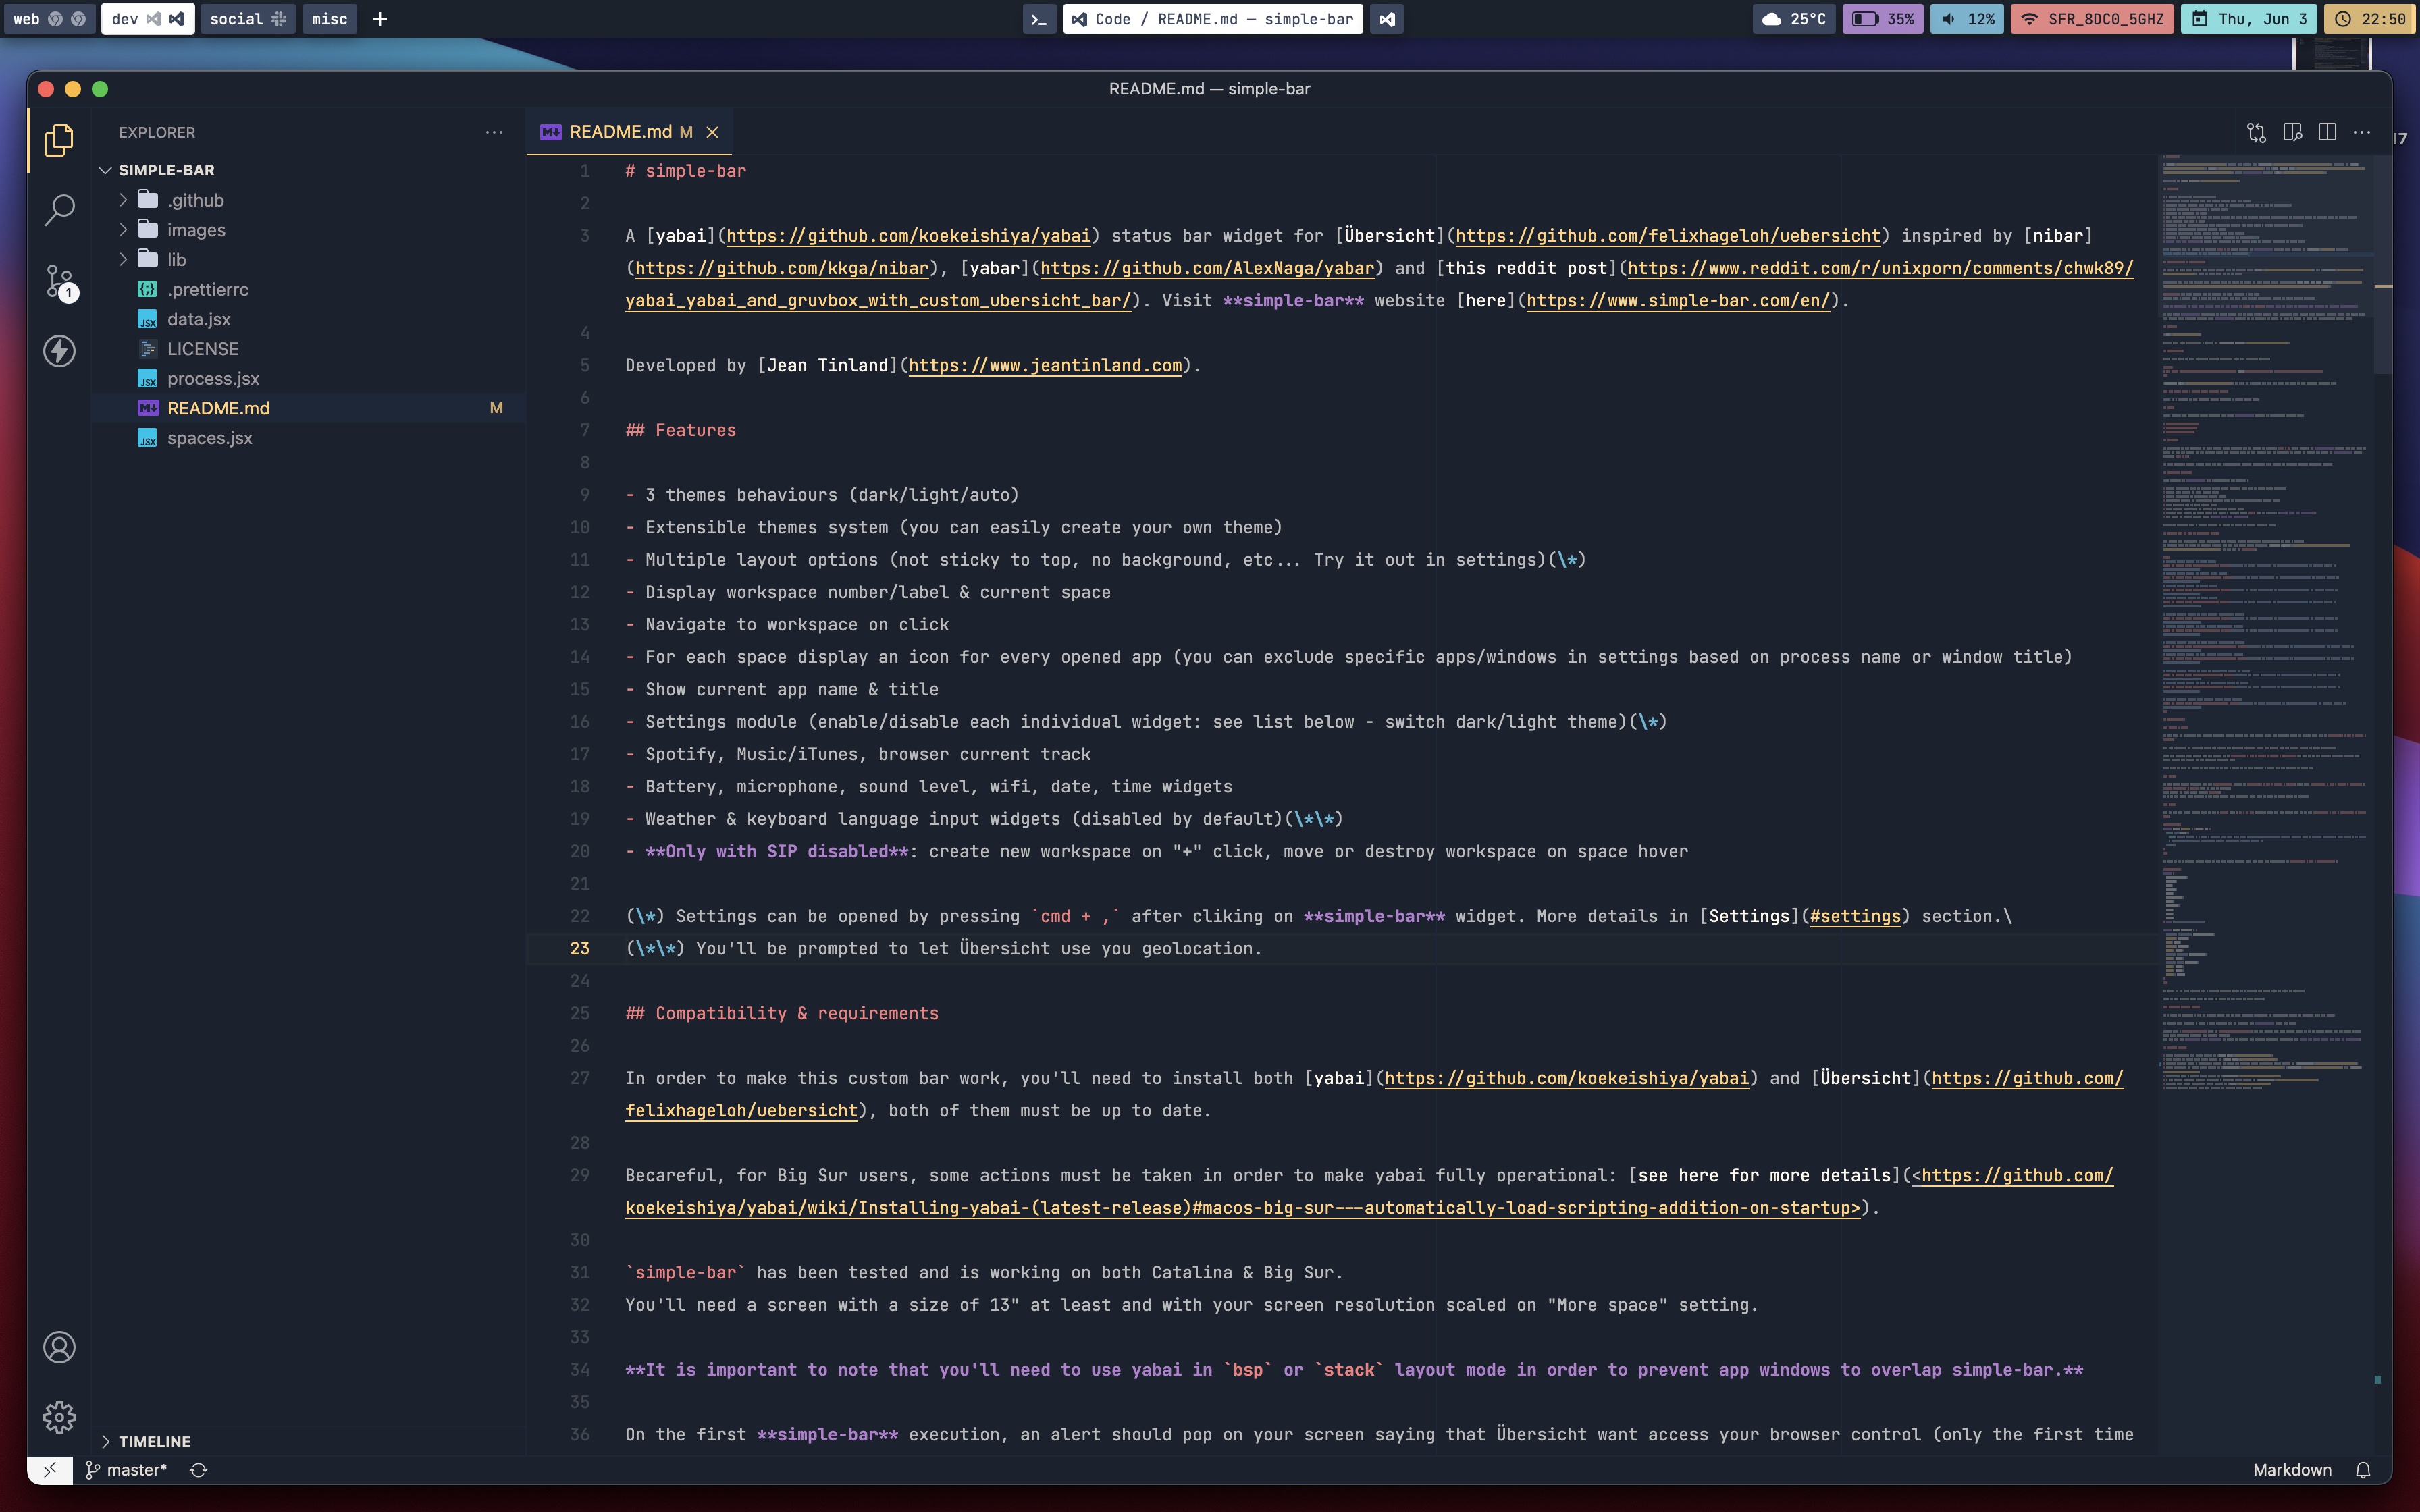 web
dev
social
misc
+
Code / README.md — simple-bar
25°C
35%
12%
SFR_8DC0_5GHZ
Thu, Jun 3
22:50
README.md — simple-bar
17
EXPLORER
README.md M
SIMPLE-BAR
.github
images
lib
.prettierrc
data.jsx
LICENSE
process.jsx
README.md M
spaces.jsx
1
TIMELINE
1 # simple-bar
2
3 A [yabai](https://github.com/koekeishiya/yabai) status bar widget for [Übersicht](https://github.com/felixhageloh/uebersicht) inspired by [nibar]
(https://github.com/kkga/nibar), [yabar](https://github.com/AlexNaga/yabar) and [this reddit post](https://www.reddit.com/r/unixporn/comments/chwk89/
yabai_yabai_and_gruvbox_with_custom_ubersicht_bar/). Visit **simple-bar** website [here](https://www.simple-bar.com/en/).
4
5 Developed by [Jean Tinland](https://www.jeantinland.com).
6
7 ## Features
8
9 - 3 themes behaviours (dark/light/auto)
10 - Extensible themes system (you can easily create your own theme)
11 - Multiple layout options (not sticky to top, no background, etc... Try it out in settings)(\*)
12 - Display workspace number/label & current space
13 - Navigate to workspace on click
14 - For each space display an icon for every opened app (you can exclude specific apps/windows in settings based on process name or window title)
15 - Show current app name & title
16 - Settings module (enable/disable each individual widget: see list below - switch dark/light theme)(\*)
17 - Spotify, Music/iTunes, browser current track
18 - Battery, microphone, sound level, wifi, date, time widgets
19 - Weather & keyboard language input widgets (disabled by default)(\*\*)
20 - **Only with SIP disabled**: create new workspace on "+" click, move or destroy workspace on space hover
21
22 (\*) Settings can be opened by pressing `cmd + ,` after cliking on **simple-bar** widget. More details in [Settings](#settings) section.\
23 (\*\*) You'll be prompted to let Übersicht use you geolocation.
24
25 ## Compatibility & requirements
26
27 In order to make this custom bar work, you'll need to install both [yabai](https://github.com/koekeishiya/yabai) and [Übersicht](https://github.com/
felixhageloh/uebersicht), both of them must be up to date.
28
29 Becareful, for Big Sur users, some actions must be taken in order to make yabai fully operational: [see here for more details](<https://github.com/
koekeishiya/yabai/wiki/Installing-yabai-(latest-release)#macos-big-sur---automatically-load-scripting-addition-on-startup>).
30
31 `simple-bar` has been tested and is working on both Catalina & Big Sur.
32 You'll need a screen with a size of 13" at least and with your screen resolution scaled on "More space" setting.
33
34 **It is important to note that you'll need to use yabai in `bsp` or `stack` layout mode in order to prevent app windows to overlap simple-bar.**
35
36 On the first **simple-bar** execution, an alert should pop on your screen saying that Übersicht want access your browser control (only the first time
master*
Markdown